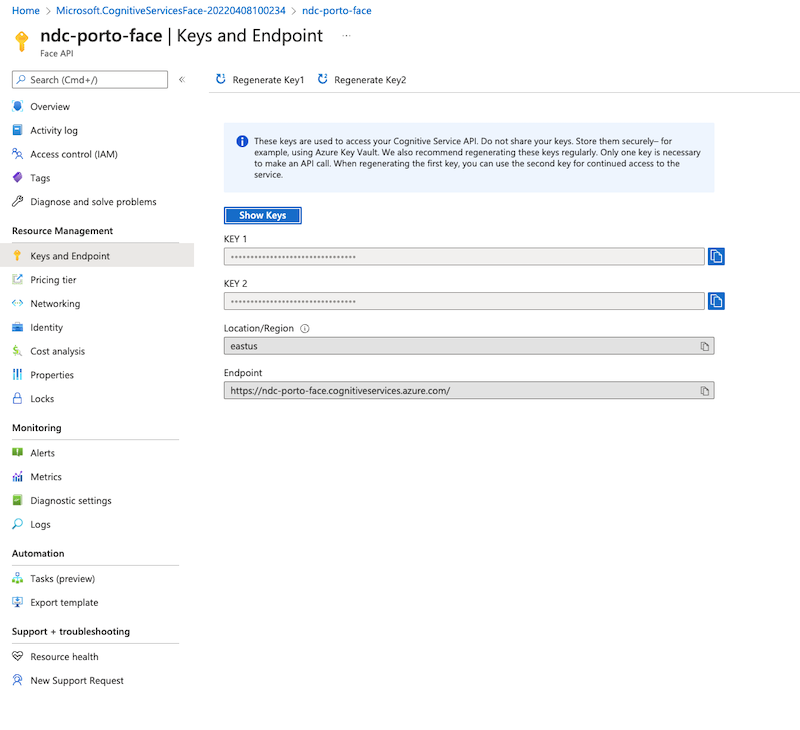 Home > Microsoft.CognitiveServicesFace-20220408100234 > ndc-porto-face
ndc-porto-face | Keys and Endpoint ...
Face API
Search (Cmd+/)
«
Regenerate Key1
Regenerate Key2
Overview
Activity log
Access control (IAM)
Tags
Diagnose and solve problems
Resource Management
Keys and Endpoint
Pricing tier
Networking
Identity
Cost analysis
Properties
Locks
Monitoring
Alerts
Metrics
Diagnostic settings
Logs
Automation
Tasks (preview)
Export template
Support + troubleshooting
Resource health
New Support Request
These keys are used to access your Cognitive Service API. Do not share your keys. Store them securely– for
example, using Azure Key Vault. We also recommend regenerating these keys regularly. Only one key is necessary
to make an API call. When regenerating the first key, you can use the second key for continued access to the
service.
Show Keys
KEY 1
••••••••••••••••••••••••••••••••
KEY 2
••••••••••••••••••••••••••••••••
Location/Region
eastus
Endpoint
https://ndc-porto-face.cognitiveservices.azure.com/